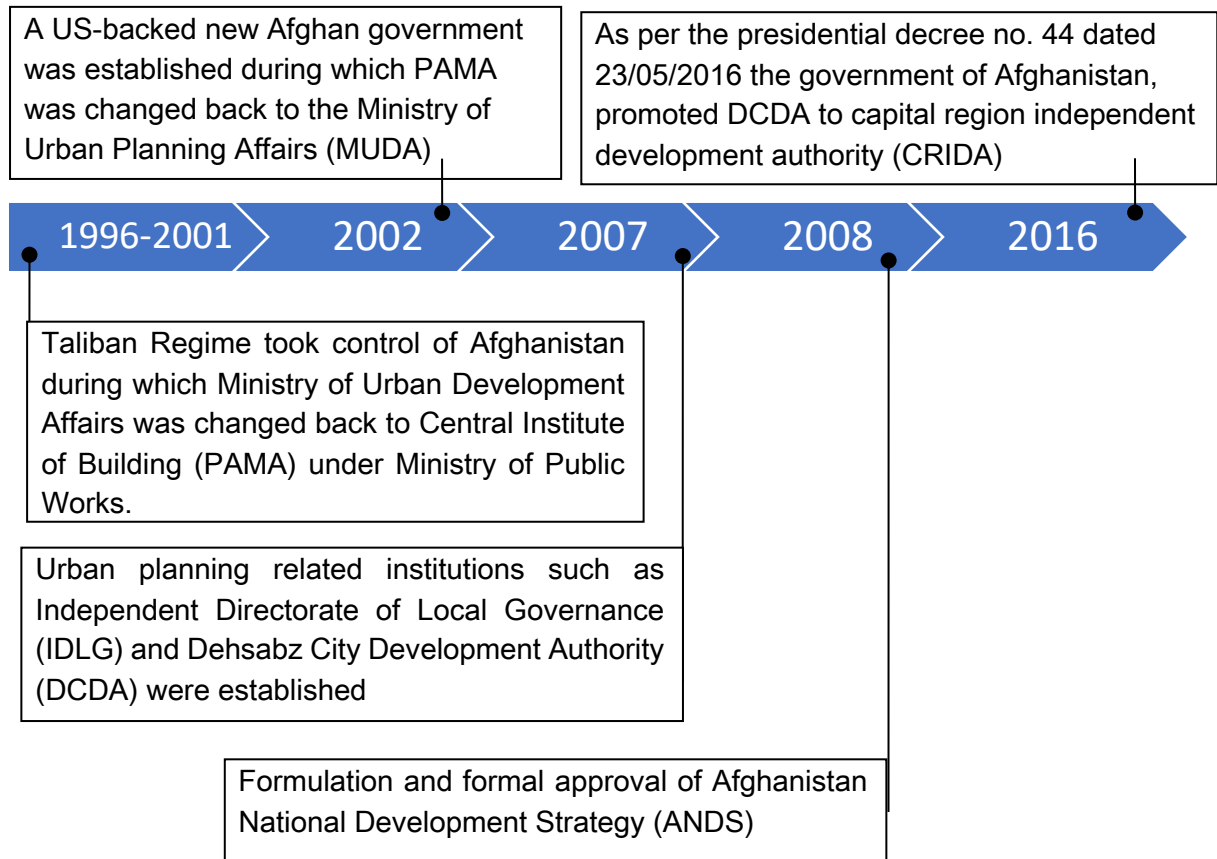 A US-backed new Afghan government
was established during which PAMA
was changed back to the Ministry of
Urban Planning Affairs (MUDA)
As per the presidential decree no. 44 dated
23/05/2016 the government of Afghanistan,
promoted DCDA to capital region independent
development authority (CRIDA)
1996-2001
2002
2007
2008
2016
Taliban Regime took control of Afghanistan
during which Ministry of Urban Development
Affairs was changed back to Central Institute
of Building (PAMA) under Ministry of Public
Works.
Urban planning related institutions such as
Independent Directorate of Local Governance
(IDLG) and Dehsabz City Development Authority
(DCDA) were established
Formulation and formal approval of Afghanistan
National Development Strategy (ANDS)